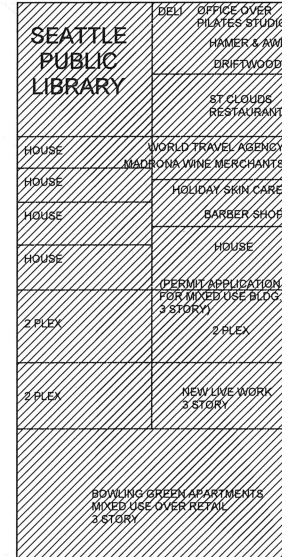 SEATTLE
PUBLIC
LIBRARY
DELI
OFFICE OVER
PILATES STUDIO
HAMER & AWL
DRIFTWOOD
ST CLOUDS
RESTAURANT
HOUSE
WORLD TRAVEL AGENCY
MADRONA WINE MERCHANTS
HOUSE
HOLIDAY SKIN CARE
HOUSE
BARBER SHOP
HOUSE
HOUSE
(PERMIT APPLICATION
FOR MIXED USE BLDG
3 STORY)
2 PLEX
2 PLEX
2 PLEX
NEW LIVE WORK
3 STORY
BOWLING GREEN APARTMENTS
MIXED USE OVER RETAIL
3 STORY